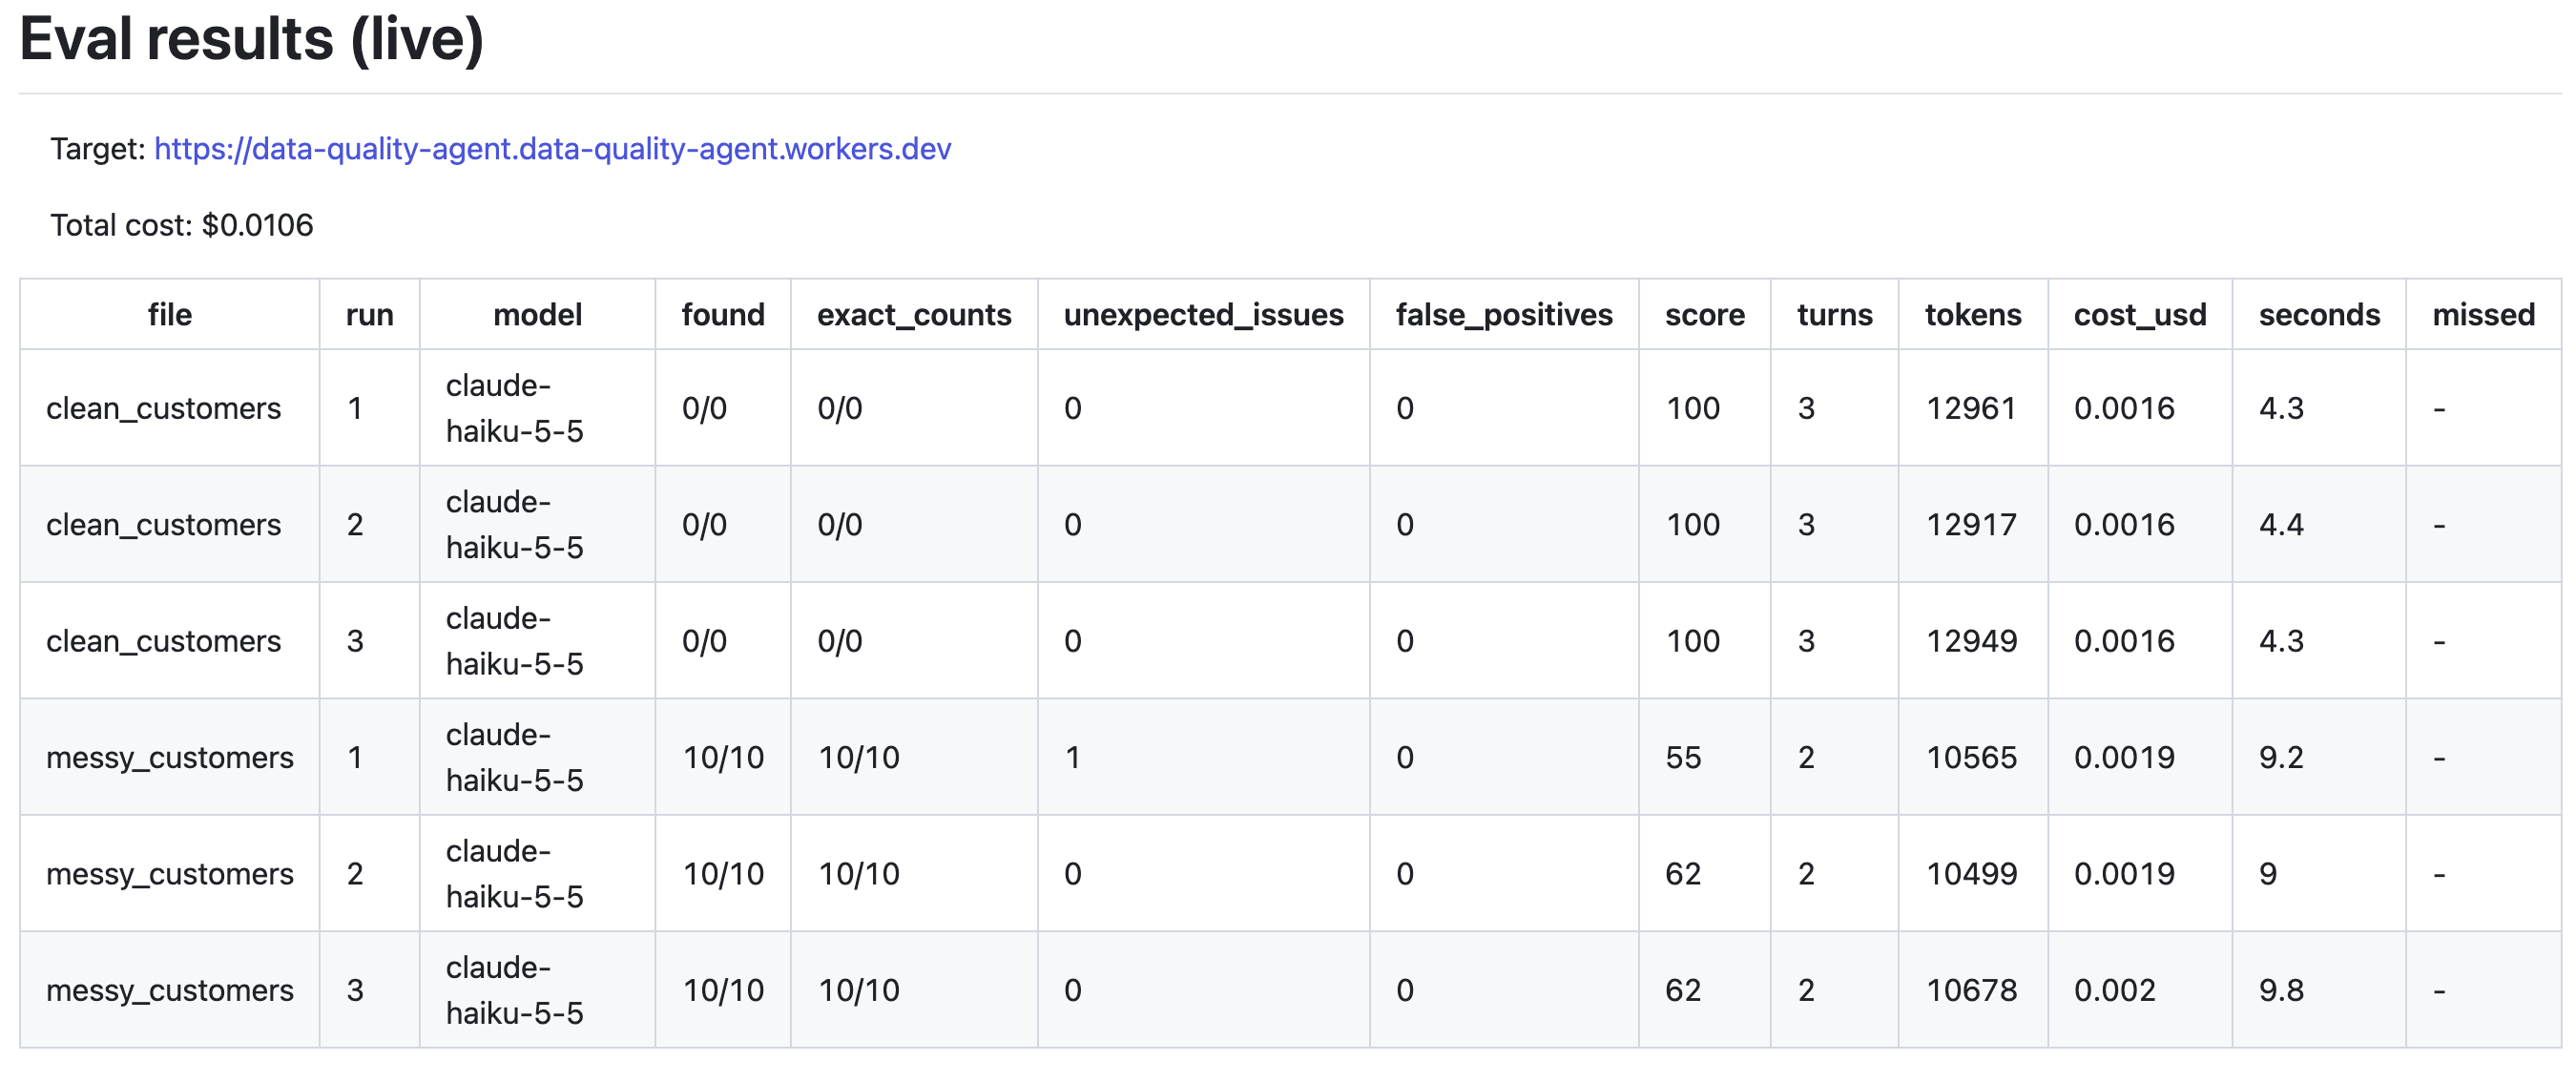 Eval results (live)
Target: https://data-quality-agent.data-quality-agent.workers.dev
Total cost: $0.0106
file run model found exact_counts unexpected_issues false_positives score turns tokens cost_usd seconds missed
clean_customers 1 claude-haiku-5-5 0/0 0/0 0 0 100 3 12961 0.0016 4.3 -
clean_customers 2 claude-haiku-5-5 0/0 0/0 0 0 100 3 12917 0.0016 4.4 -
clean_customers 3 claude-haiku-5-5 0/0 0/0 0 0 100 3 12949 0.0016 4.3 -
messy_customers 1 claude-haiku-5-5 10/10 10/10 1 0 55 2 10565 0.0019 9.2 -
messy_customers 2 claude-haiku-5-5 10/10 10/10 0 0 62 2 10499 0.0019 9 -
messy_customers 3 claude-haiku-5-5 10/10 10/10 0 0 62 2 10678 0.002 9.8 -